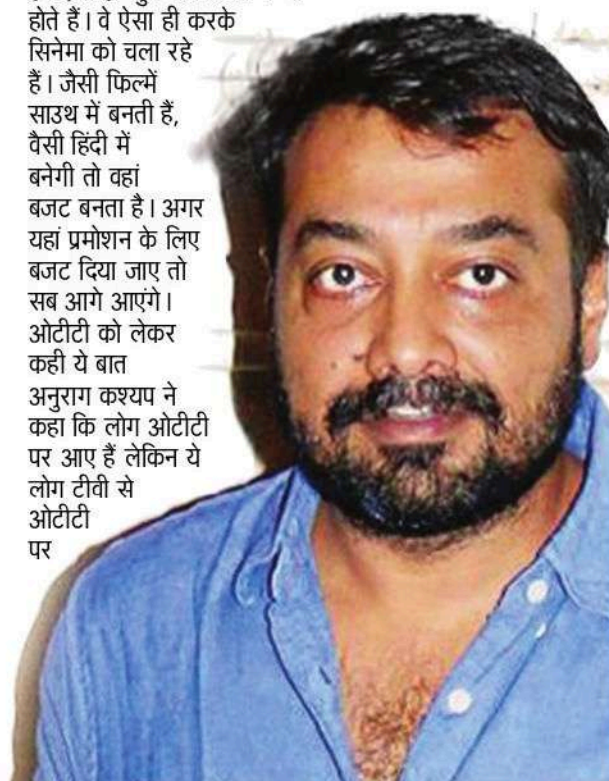 होते हैं। वे ऐसा ही करके
सिनेमा को चला रहे
हैं। जैसी फिल्में
साउथ में बनती हैं,
वैसी हिंदी में
बनेगी तो वहां
बजट बनता है। अगर
यहां प्रमोशन के लिए
बजट दिया जाए तो
सब आगे आएंगे।
ओटीटी को लेकर
कही ये बात
अनुराग कश्यप ने
कहा कि लोग ओटीटी
पर आए हैं लेकिन ये
लोग टीवी से
ओटीटी
पर